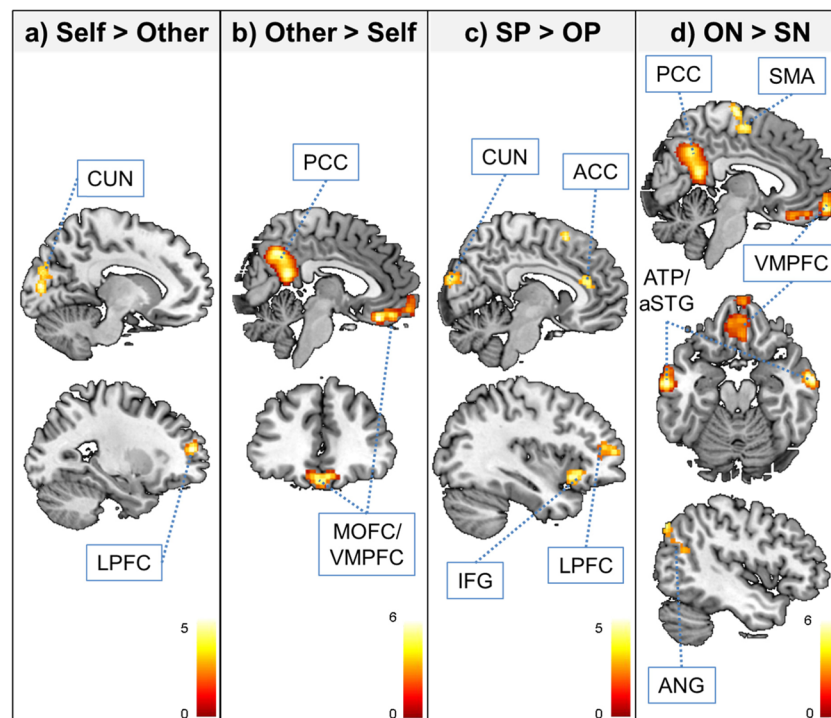 a) Self > Other
CUN
LPFC
5
0
b) Other > Self
PCC
MOFC/
VMPFC
6
0
c) SP > OP
CUN
ACC
IFG
LPFC
5
0
d) ON > SN
PCC
SMA
VMPFC
ATP/
aSTG
ANG
6
0